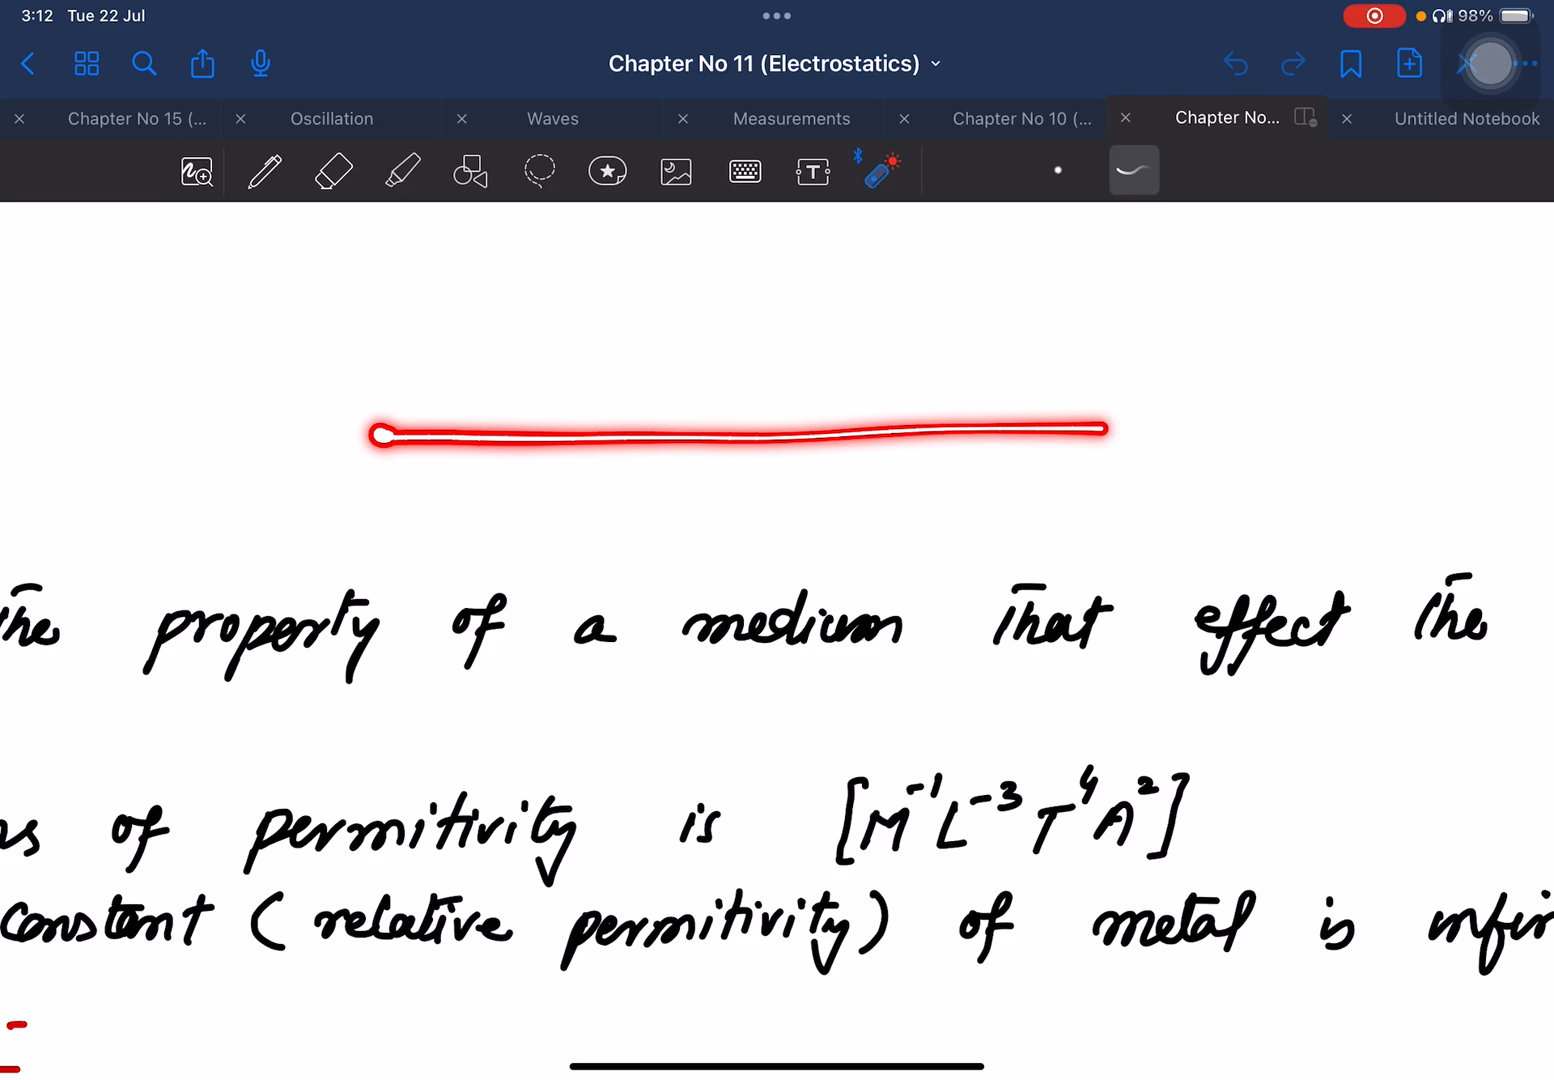 3:12 Tue 22 Jul
98%
Chapter No 11 (Electrostatics)
Chapter No 15 (...
Oscillation
Waves
Measurements
Chapter No 10 (...
Chapter No...
Untitled Notebook
The property of a medium that effect the
of permitivity is [M⁻¹L⁻³T⁴A²]
constant (relative permitivity) of metal is